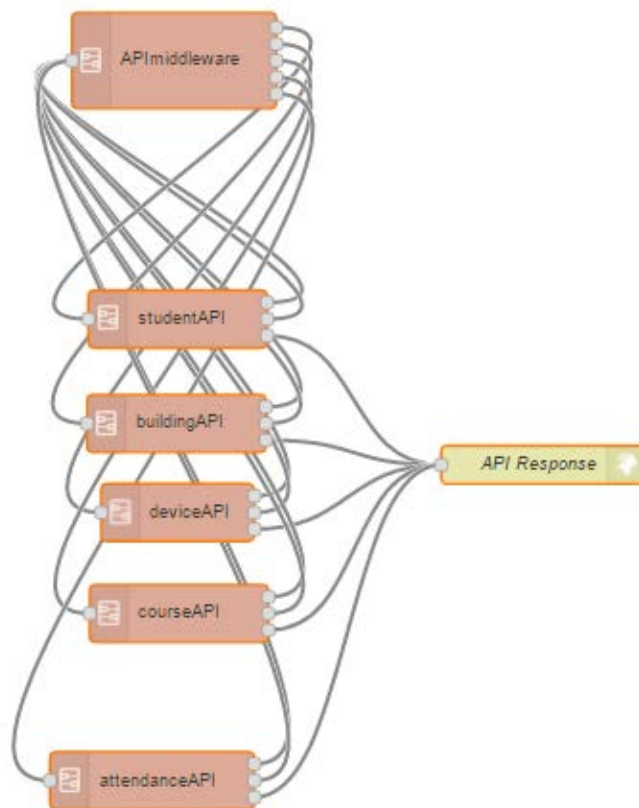 APImiddleware
studentAPI
buildingAPI
API Response
deviceAPI
courseAPI
attendanceAPI